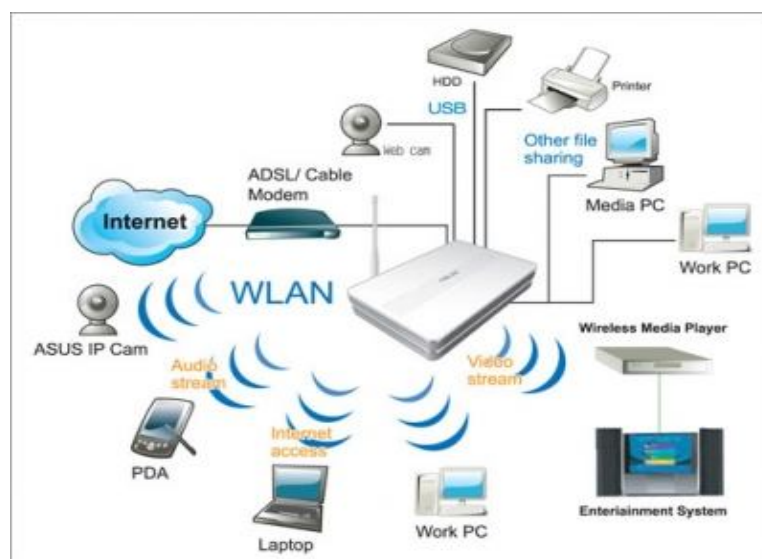 HDD
USB
Printer
Web cam
Other file
sharing
ADSL/ Cable
Modem
Media PC
Internet
Work PC
WLAN
ASUS IP Cam
Wireless Media Player
Audio
stream
Video
stream
PDA
Internet
access
Laptop
Work PC
Enteriainment System